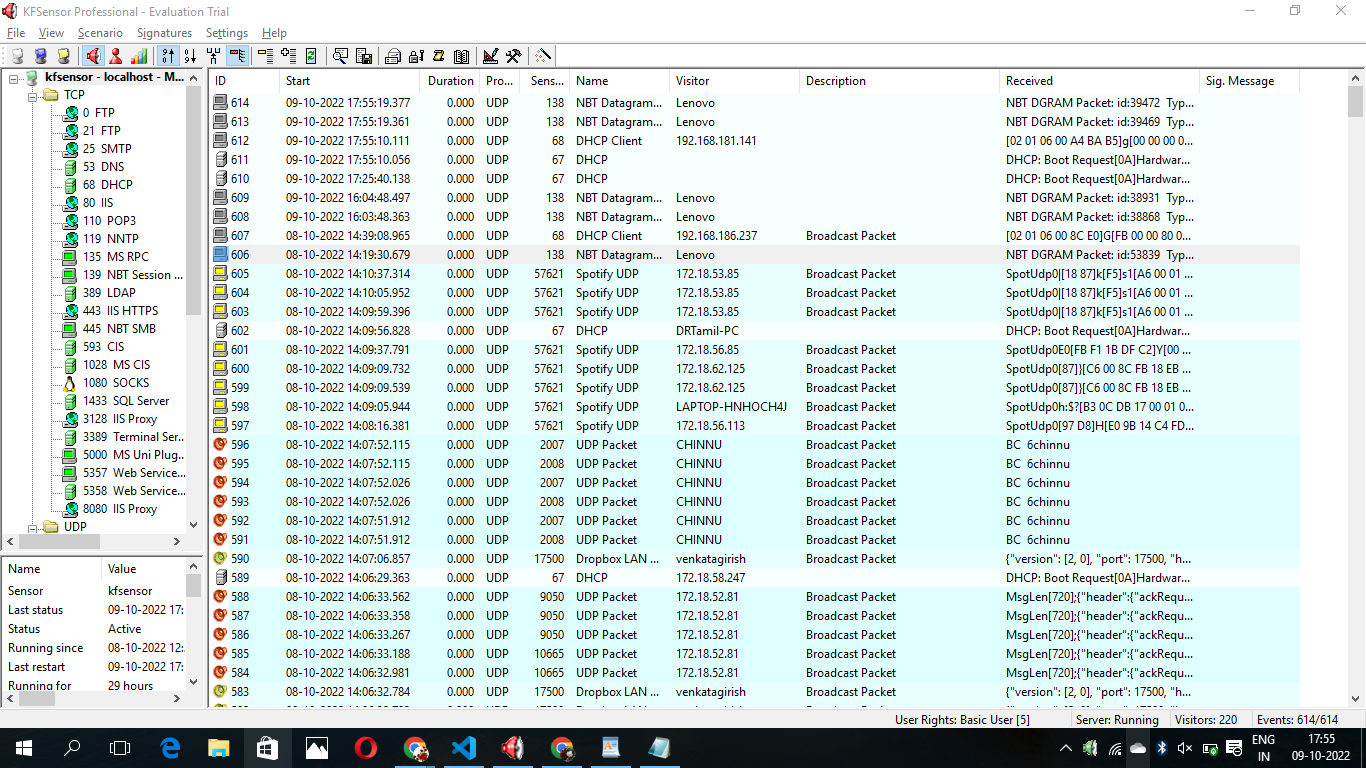 KFSensor Professional - Evaluation Trial
File View Scenario Signatures Settings Help
kfsensor - localhost - M...
TCP
0 FTP
21 FTP
25 SMTP
53 DNS
68 DHCP
80 IIS
110 POP3
119 NNTP
135 MS RPC
139 NBT Session ...
389 LDAP
443 IIS HTTPS
445 NBT SMB
593 CIS
1028 MS CIS
1080 SOCKS
1433 SQL Server
3128 IIS Proxy
3389 Terminal Ser...
5000 MS Uni Plug...
5357 Web Service...
5358 Web Service...
8080 IIS Proxy
UDP
Name Value
Sensor kfsensor
Last status 09-10-2022 17:
Status Active
Running since 08-10-2022 12:
Last restart 09-10-2022 17:
Running for 29 hours
ID Start Duration Pro... Sens... Name Visitor Description Received Sig. Message
614 09-10-2022 17:55:19.377 0.000 UDP 138 NBT Datagram... Lenovo NBT DGRAM Packet: id:39472 Typ...
613 09-10-2022 17:55:19.361 0.000 UDP 138 NBT Datagram... Lenovo NBT DGRAM Packet: id:39469 Typ...
612 09-10-2022 17:55:10.111 0.000 UDP 68 DHCP Client 192.168.181.141 [02 01 06 00 A4 BA B5]g[00 00 00 0...
611 09-10-2022 17:55:10.056 0.000 UDP 67 DHCP DHCP: Boot Request[0A]Hardwar...
610 09-10-2022 17:25:40.138 0.000 UDP 67 DHCP DHCP: Boot Request[0A]Hardwar...
609 09-10-2022 16:04:48.497 0.000 UDP 138 NBT Datagram... Lenovo NBT DGRAM Packet: id:38931 Typ...
608 09-10-2022 16:03:48.363 0.000 UDP 138 NBT Datagram... Lenovo NBT DGRAM Packet: id:38868 Typ...
607 08-10-2022 14:39:08.965 0.000 UDP 68 DHCP Client 192.168.186.237 Broadcast Packet [02 01 06 00 8C E0]G[FB 00 00 80 0...
606 08-10-2022 14:19:30.679 0.000 UDP 138 NBT Datagram... Lenovo NBT DGRAM Packet: id:53839 Typ...
605 08-10-2022 14:10:37.314 0.000 UDP 57621 Spotify UDP 172.18.53.85 Broadcast Packet SpotUdp0|[18 87]k[F5]s1[A6 00 01 ...
604 08-10-2022 14:10:05.952 0.000 UDP 57621 Spotify UDP 172.18.53.85 Broadcast Packet SpotUdp0|[18 87]k[F5]s1[A6 00 01 ...
603 08-10-2022 14:09:59.396 0.000 UDP 57621 Spotify UDP 172.18.53.85 Broadcast Packet SpotUdp0|[18 87]k[F5]s1[A6 00 01 ...
602 08-10-2022 14:09:56.828 0.000 UDP 67 DHCP DRTamil-PC DHCP: Boot Request[0A]Hardwar...
601 08-10-2022 14:09:37.791 0.000 UDP 57621 Spotify UDP 172.18.56.85 Broadcast Packet SpotUdp0E0[FB F1 1B DF C2]Y[00 ...
600 08-10-2022 14:09:09.732 0.000 UDP 57621 Spotify UDP 172.18.62.125 Broadcast Packet SpotUdp0[87]}[C6 00 8C FB 18 EB ...
599 08-10-2022 14:09:09.539 0.000 UDP 57621 Spotify UDP 172.18.62.125 Broadcast Packet SpotUdp0[87]}[C6 00 8C FB 18 EB ...
598 08-10-2022 14:09:05.944 0.000 UDP 57621 Spotify UDP LAPTOP-HNHOCH4J Broadcast Packet SpotUdp0h:$?[B3 0C DB 17 00 01 0...
597 08-10-2022 14:08:16.381 0.000 UDP 57621 Spotify UDP 172.18.56.113 Broadcast Packet SpotUdp0[97 D8]H[E0 9B 14 C4 FD...
596 08-10-2022 14:07:52.115 0.000 UDP 2007 UDP Packet CHINNU Broadcast Packet BC 6chinnu
595 08-10-2022 14:07:52.115 0.000 UDP 2008 UDP Packet CHINNU Broadcast Packet BC 6chinnu
594 08-10-2022 14:07:52.026 0.000 UDP 2007 UDP Packet CHINNU Broadcast Packet BC 6chinnu
593 08-10-2022 14:07:52.026 0.000 UDP 2008 UDP Packet CHINNU Broadcast Packet BC 6chinnu
592 08-10-2022 14:07:51.912 0.000 UDP 2007 UDP Packet CHINNU Broadcast Packet BC 6chinnu
591 08-10-2022 14:07:51.912 0.000 UDP 2008 UDP Packet CHINNU Broadcast Packet BC 6chinnu
590 08-10-2022 14:07:06.857 0.000 UDP 17500 Dropbox LAN ... venkatagirish Broadcast Packet {"version": [2, 0], "port": 17500, "h...
589 08-10-2022 14:06:29.363 0.000 UDP 67 DHCP 172.18.58.247 DHCP: Boot Request[0A]Hardwar...
588 08-10-2022 14:06:33.562 0.000 UDP 9050 UDP Packet 172.18.52.81 Broadcast Packet MsgLen[720];{"header":{"ackRequ...
587 08-10-2022 14:06:33.358 0.000 UDP 9050 UDP Packet 172.18.52.81 Broadcast Packet MsgLen[720];{"header":{"ackRequ...
586 08-10-2022 14:06:33.267 0.000 UDP 9050 UDP Packet 172.18.52.81 Broadcast Packet MsgLen[720];{"header":{"ackRequ...
585 08-10-2022 14:06:33.188 0.000 UDP 10665 UDP Packet 172.18.52.81 Broadcast Packet MsgLen[720];{"header":{"ackRequ...
584 08-10-2022 14:06:32.981 0.000 UDP 10665 UDP Packet 172.18.52.81 Broadcast Packet MsgLen[720];{"header":{"ackRequ...
583 08-10-2022 14:06:32.784 0.000 UDP 17500 Dropbox LAN ... venkatagirish Broadcast Packet {"version": [2, 0], "port": 17500, "h...
User Rights: Basic User [5] Server: Running Visitors: 220 Events: 614/614
ENG
IN
17:55
09-10-2022